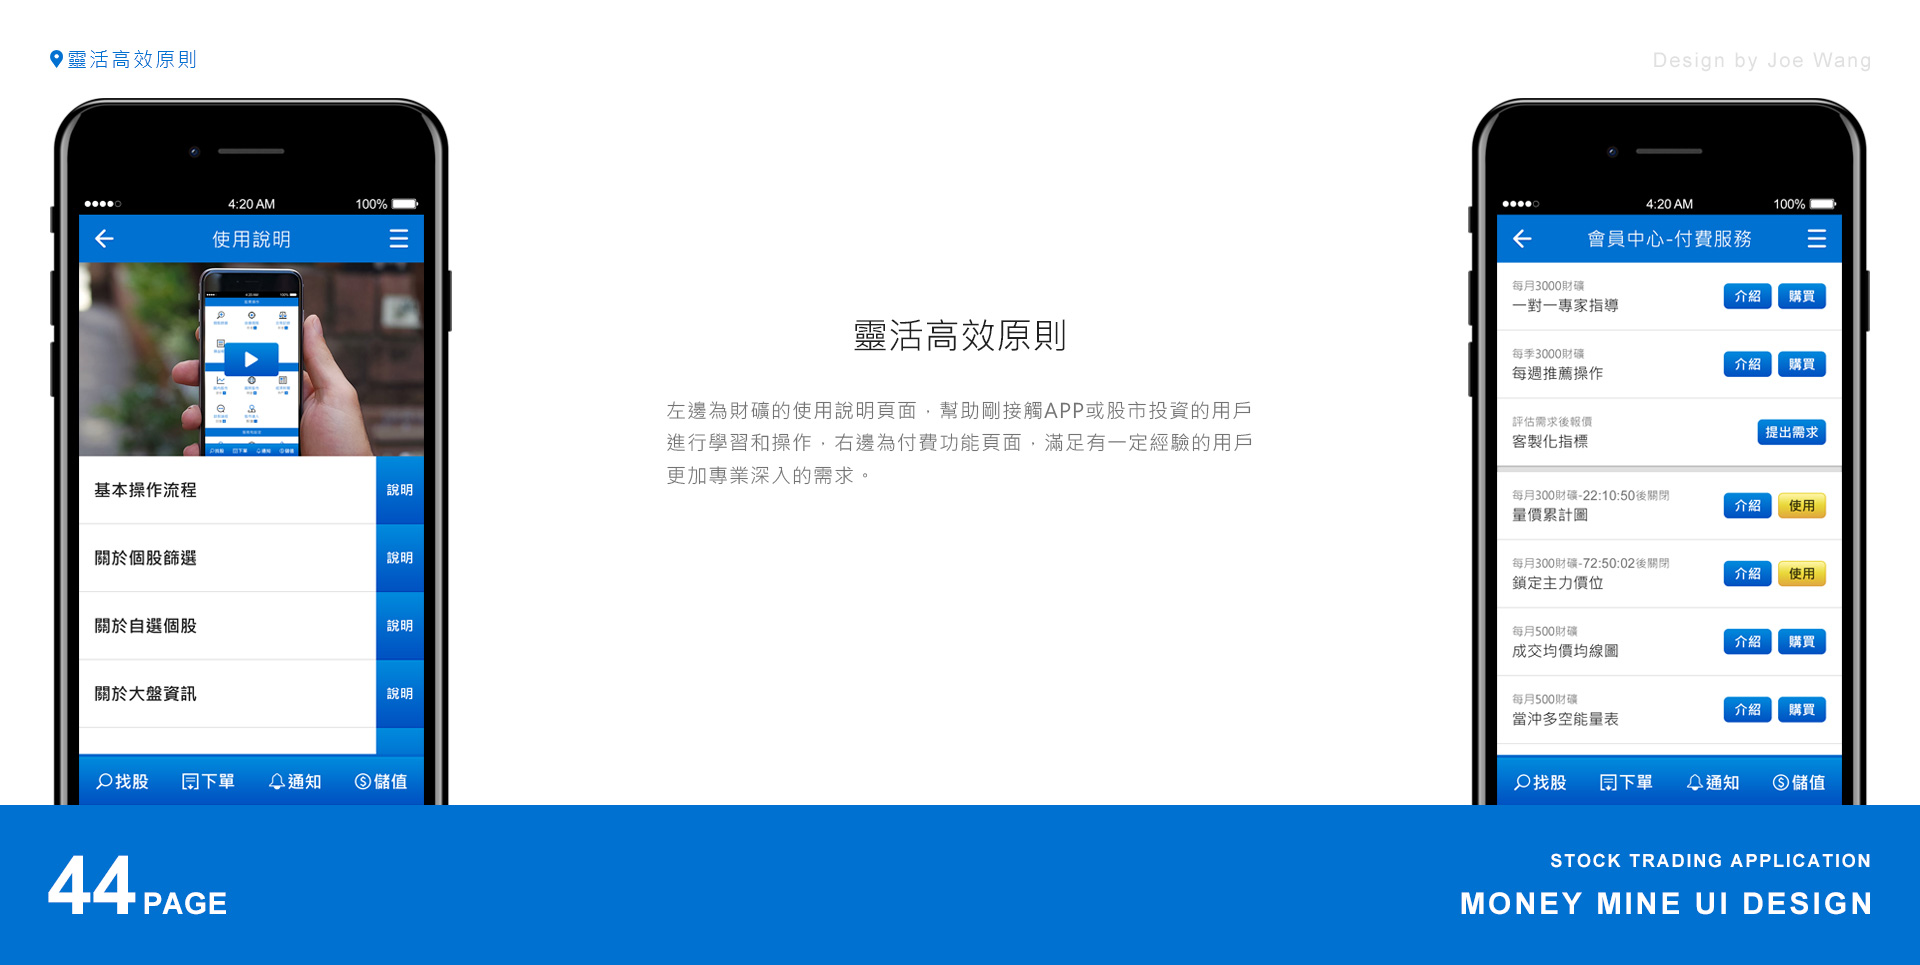 靈活高效原則
Design by Joe Wang
4:20 AM 100%
使用說明
基本操作流程 說明
關於個股篩選 說明
關於自選個股 說明
關於大盤資訊 說明
找股 下單 通知 儲值
靈活高效原則
左邊為財礦的使用說明頁面，幫助剛接觸APP或股市投資的用戶
進行學習和操作，右邊為付費功能頁面，滿足有一定經驗的用戶
更加專業深入的需求。
4:20 AM 100%
會員中心-付費服務
每月3000財礦
一對一專家指導 介紹 購買
每季3000財礦
每週推薦操作 介紹 購買
評估需求後報價
客製化指標 提出需求
每月300財礦-22:10:50後關閉
量價累計圖 介紹 使用
每月300財礦-72:50:02後關閉
鎖定主力價位 介紹 使用
每月500財礦
成交均價均線圖 介紹 購買
每月500財礦
當沖多空能量表 介紹 購買
找股 下單 通知 儲值
44 PAGE
STOCK TRADING APPLICATION
MONEY MINE UI DESIGN